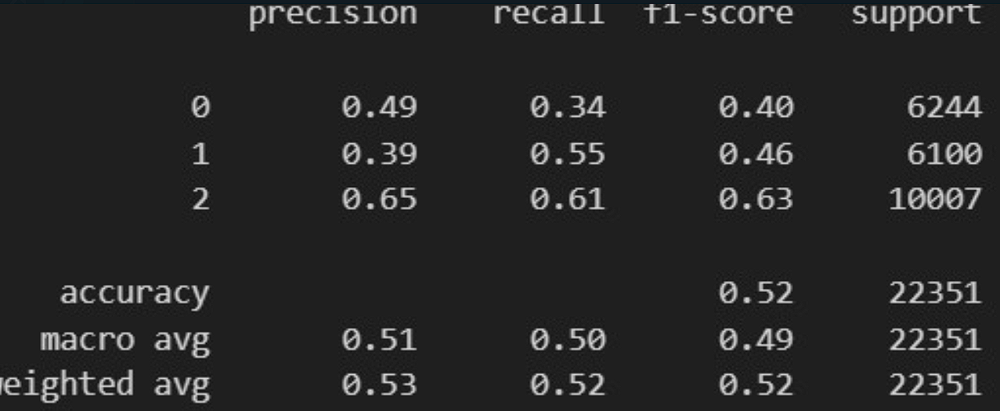 precision recall f1-score support
0 0.49 0.34 0.40 6244
1 0.39 0.55 0.46 6100
2 0.65 0.61 0.63 10007
accuracy 0.52 22351
macro avg 0.51 0.50 0.49 22351
weighted avg 0.53 0.52 0.52 22351